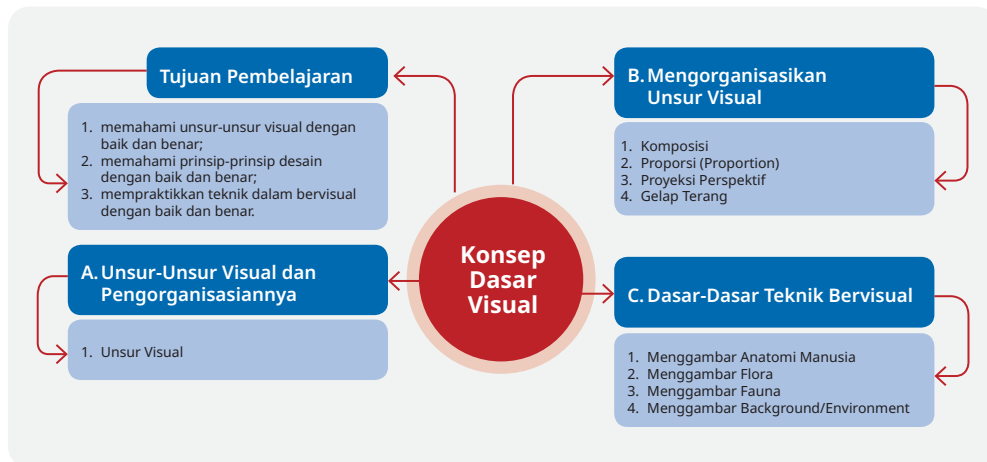 Tujuan Pembelajaran
1. memahami unsur-unsur visual dengan
baik dan benar;
2. memahami prinsip-prinsip desain
dengan baik dan benar;
3. mempraktikkan teknik dalam bervisual
dengan baik dan benar.
A. Unsur-Unsur Visual dan
Pengorganisasiannya
1. Unsur Visual
Konsep
Dasar
Visual
B. Mengorganisasikan
Unsur Visual
1. Komposisi
2. Proporsi (Proportion)
3. Proyeksi Perspektif
4. Gelap Terang
C. Dasar-Dasar Teknik Bervisual
1. Menggambar Anatomi Manusia
2. Menggambar Flora
3. Menggambar Fauna
4. Menggambar Background/Environment